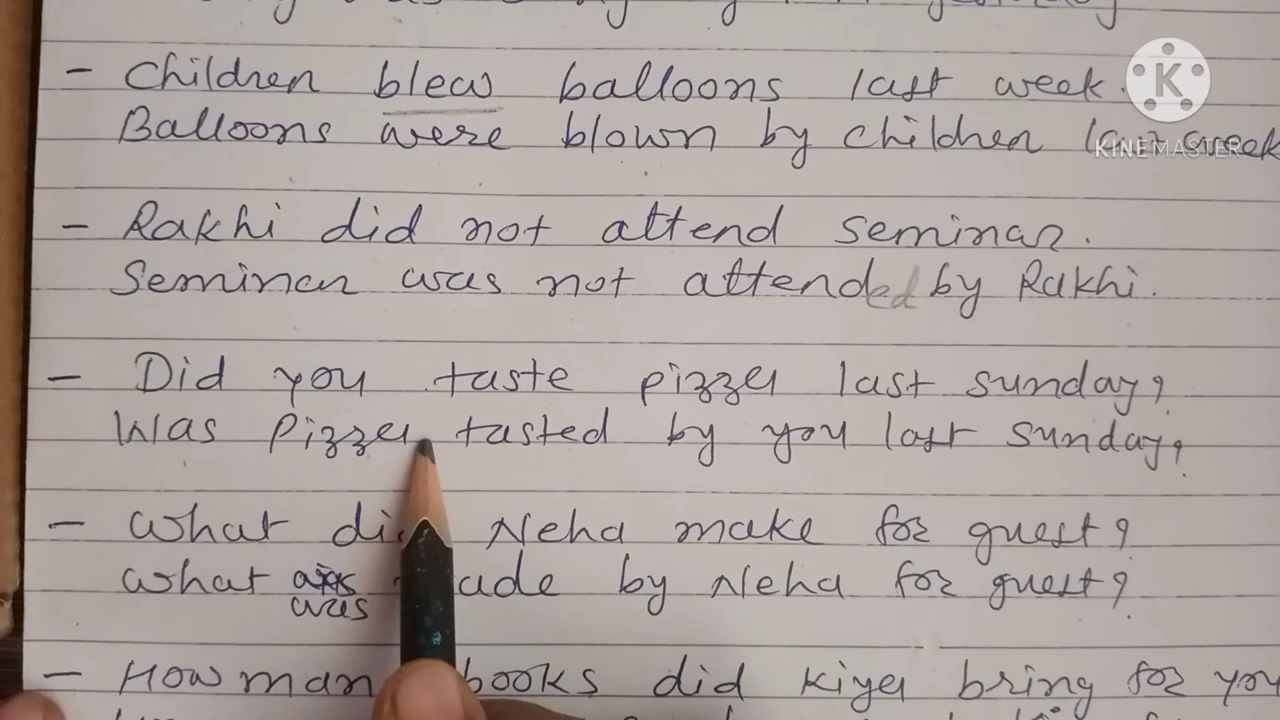 - Children blew balloons last week.
Balloons were blown by children last week
- Rakhi did not attend seminar.
Seminar was not attended by Rakhi.
- Did you taste pizza last sunday?
Was Pizza tasted by you last sunday?
- What did Neha make for guest?
What was made by Neha for guest?
- How many books did kiya bring for you
K
KINEMASTER